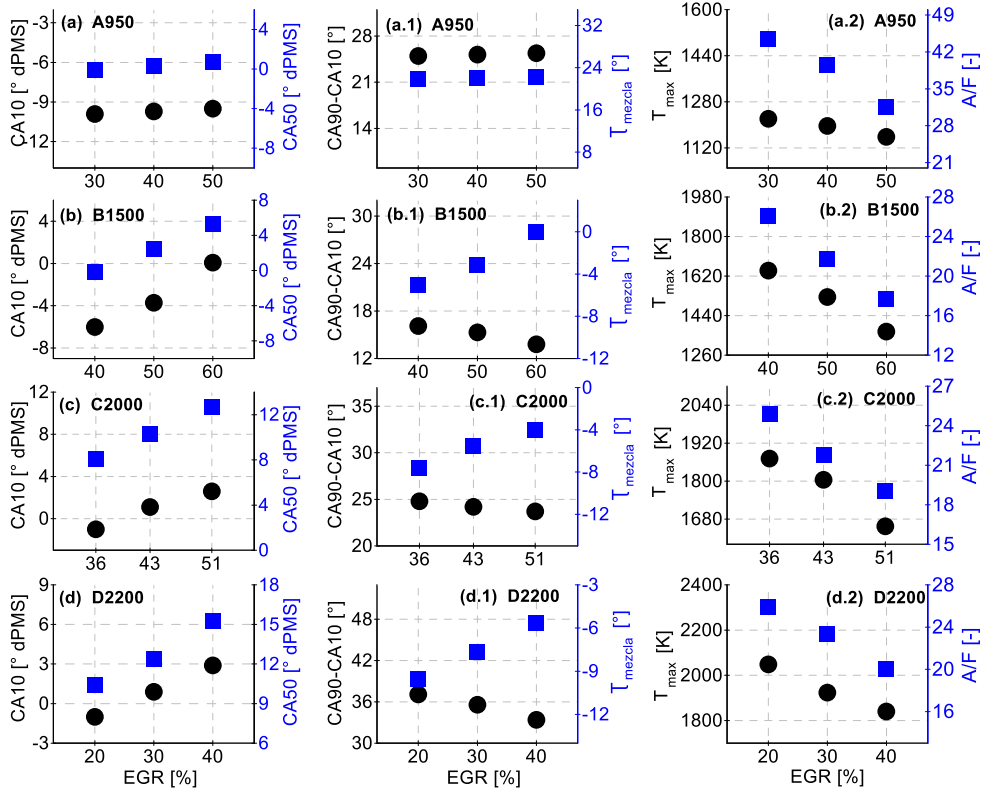 (a) A950
CA10 [° dPMS]
-3
-6
-9
-12
30 40 50
4
0
-4
-8
CA50 [° dPMS]
(a.1) A950
CA90-CA10 [°]
28
21
14
30 40 50
32
24
16
8
τmezcla [°]
(a.2) A950
Tmax [K]
1600
1440
1280
1120
30 40 50
49
42
35
28
21
A/F [-]
(b) B1500
CA10 [° dPMS]
4
0
-4
-8
40 50 60
8
4
0
-4
-8
CA50 [° dPMS]
(b.1) B1500
CA90-CA10 [°]
30
24
18
12
40 50 60
0
-4
-8
-12
τmezcla [°]
(b.2) B1500
Tmax [K]
1980
1800
1620
1440
1260
40 50 60
28
24
20
16
12
A/F [-]
(c) C2000
CA10 [° dPMS]
12
8
4
0
36 43 51
12
8
4
0
CA50 [° dPMS]
(c.1) C2000
CA90-CA10 [°]
35
30
25
20
36 43 51
0
-4
-8
-12
τmezcla [°]
(c.2) C2000
Tmax [K]
2040
1920
1800
1680
36 43 51
27
24
21
18
15
A/F [-]
(d) D2200
CA10 [° dPMS]
9
6
3
0
-3
20 30 40
EGR [%]
18
15
12
9
6
CA50 [° dPMS]
(d.1) D2200
CA90-CA10 [°]
48
42
36
30
20 30 40
EGR [%]
-3
-6
-9
-12
τmezcla [°]
(d.2) D2200
Tmax [K]
2400
2200
2000
1800
20 30 40
EGR [%]
28
24
20
16
A/F [-]